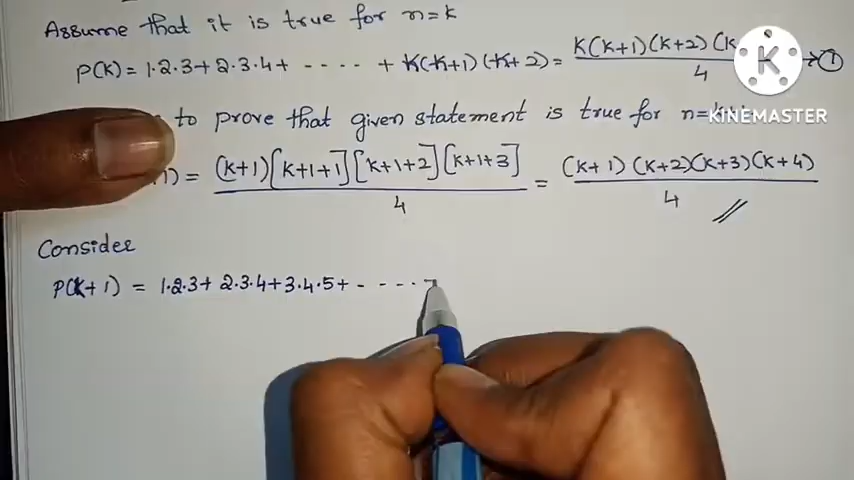 Assume that it is true for n=k
P(k) = 1·2·3+ 2·3·4+ - - - - - + k(k+1)(k+2) = k(k+1)(k+2)(k / 4 → ①
to prove that given statement is true for n=k
1) = (k+1)[k+1+1][k+1+2][k+1+3] / 4 = (k+1)(k+2)(k+3)(k+4) / 4 //
Consider
P(k+1) = 1·2·3+ 2·3·4+3·4·5+ - - - - -
K
KINEMASTER